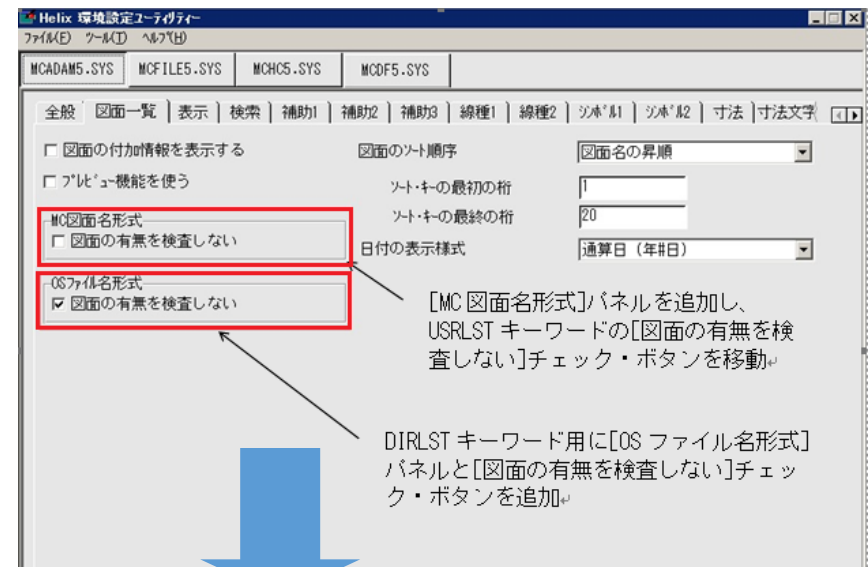 Helix 環境設定ユーティリティー
ファイル(F) ツール(T) ヘルプ(H)
MCADAM5.SYS MCFILE5.SYS MCHC5.SYS MCDF5.SYS
全般 図面一覧 表示 検索 補助1 補助2 補助3 線種1 線種2 シンボル1 シンボル2 寸法 寸法文字
図面の付加情報を表示する 図面のソート順序 図面名の昇順
プレビュー機能を使う ソート・キーの最初の桁 1
MC図面名形式 ソート・キーの最終の桁 20
図面の有無を検査しない 日付の表示様式 通算日（年#日）
OSファイル名形式
図面の有無を検査しない
[MC 図面名形式]パネルを追加し、
USRLST キーワードの[図面の有無を検
査しない]チェック・ボタンを移動
DIRLST キーワード用に[OS ファイル名形式]
パネルと[図面の有無を検査しない]チェッ
ク・ボタンを追加